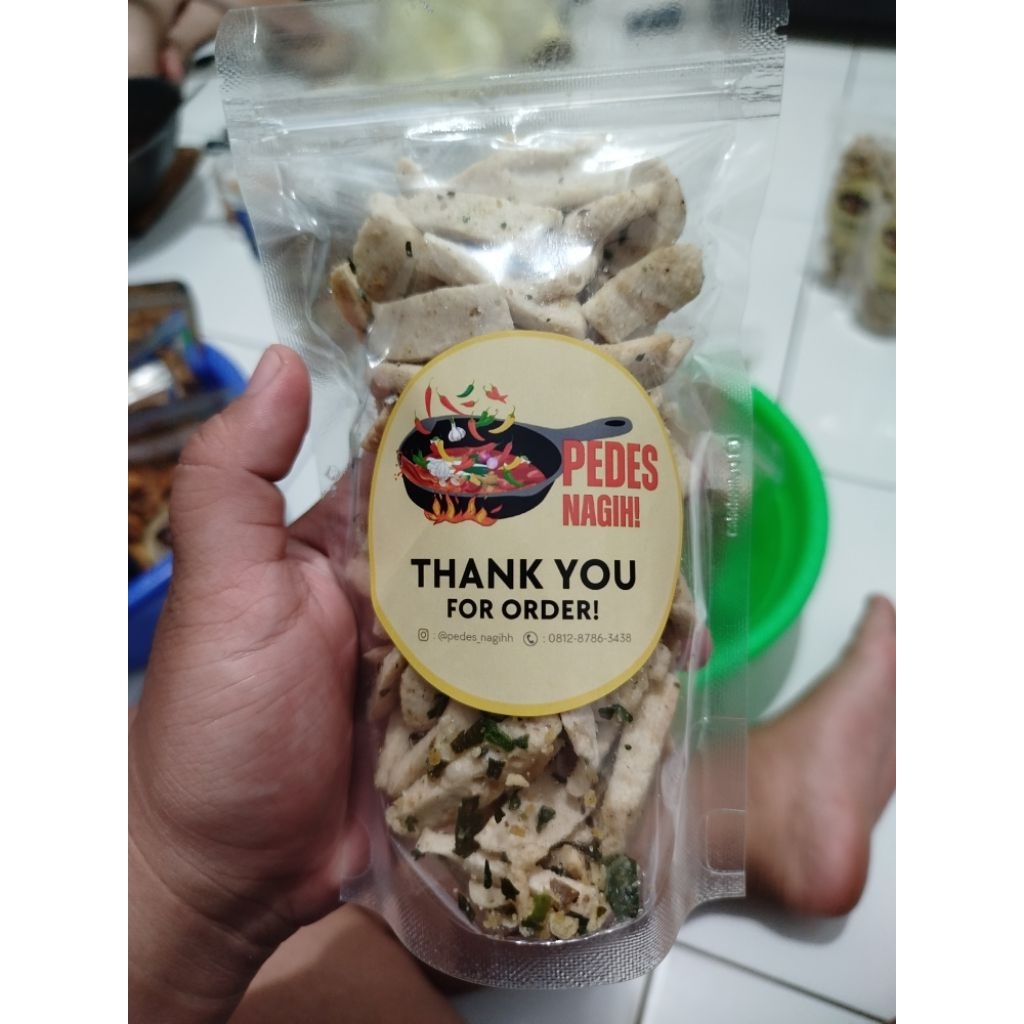 PEDES
NAGIH!
THANK YOU
FOR ORDER!
: @pedes_nagihh : 0812-8786-3438